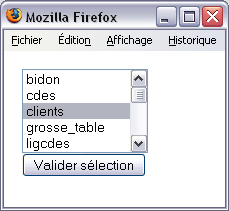 Mozilla Firefox
Fichier Édition Affichage Historique
bidon
cdes
clients
grosse_table
ligcdes
Valider sélection